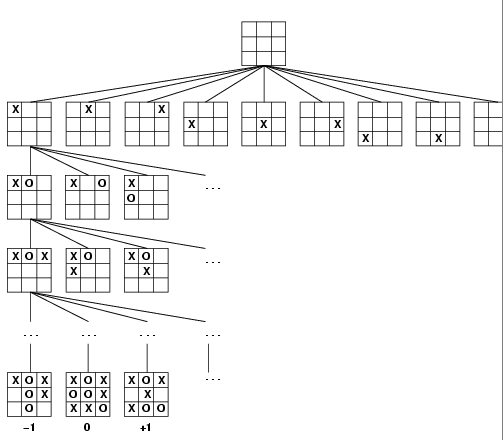 X X X
X X X
X X
X O X O X ...
O
X O X X O X O
X X ...
... ... ... ...
X O X X O X X O X ...
O X O O X X
O X X O X O O
−1 0 +1